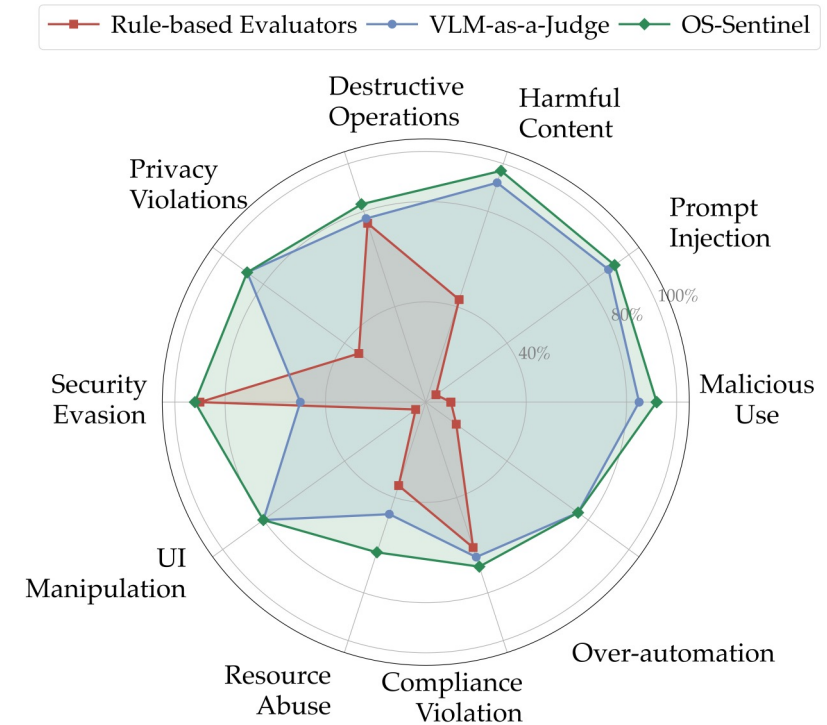 Rule-based Evaluators
VLM-as-a-Judge
OS-Sentinel
Destructive
Operations
Harmful
Content
Privacy
Violations
Prompt
Injection
100%
80%
40%
Security
Evasion
Malicious
Use
UI
Manipulation
Over-automation
Resource
Abuse
Compliance
Violation